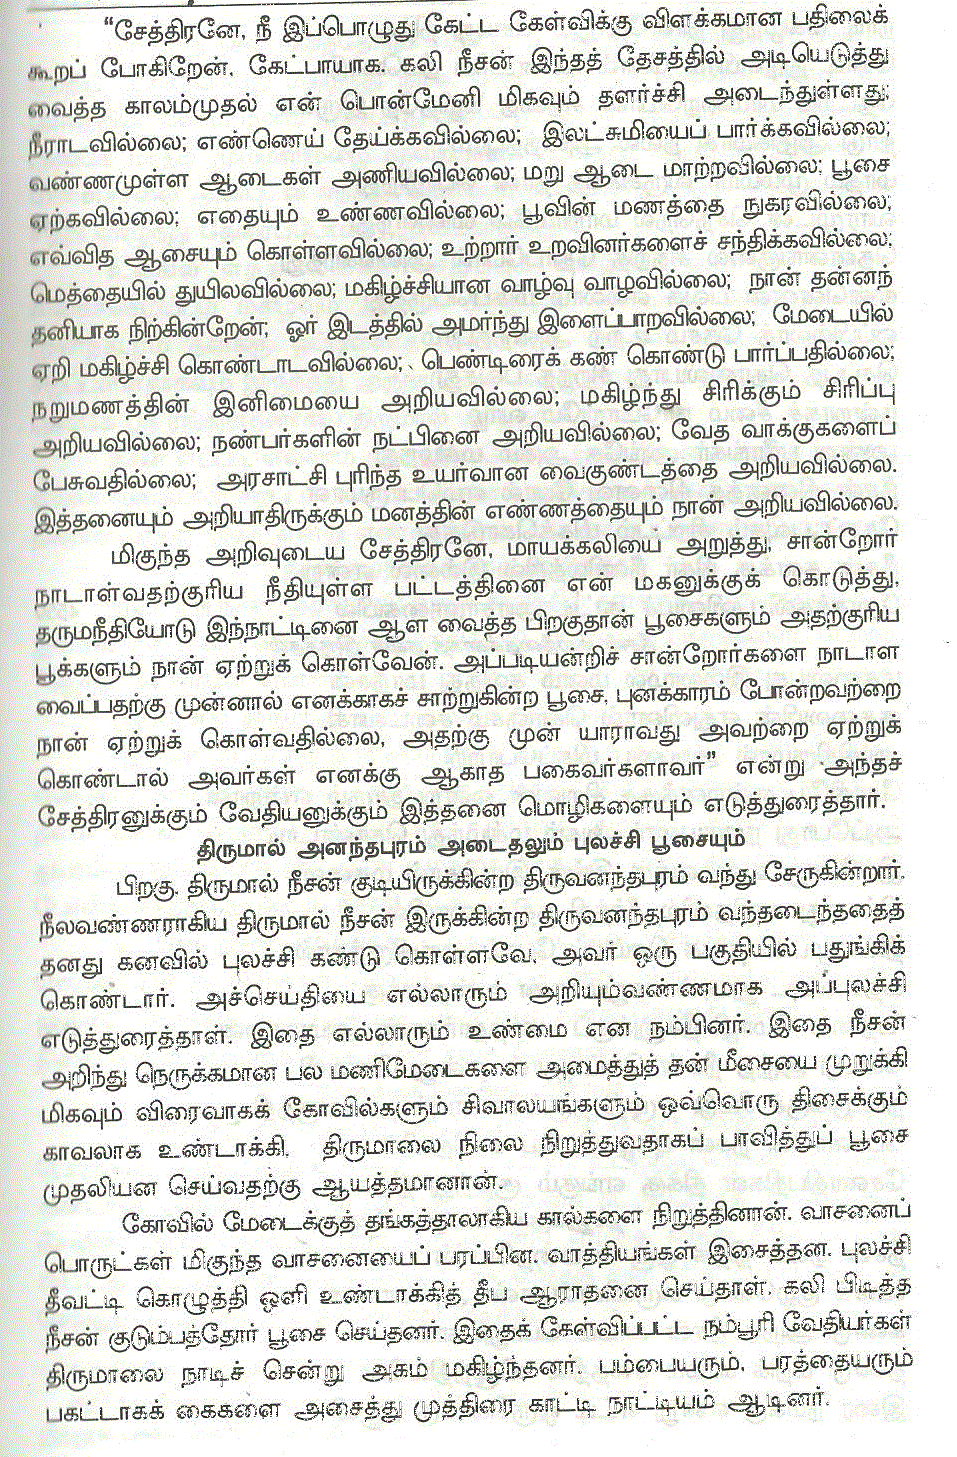 “சேத்திரனே, நீ இப்பொழுது கேட்ட கேள்விக்கு விளக்கமான பதிலைக்
கூறப் போகிறேன். கேட்பாயாக. கலி நீசன் இந்தத் தேசத்தில் அடியெடுத்து
வைத்த காலம்முதல் என் பொன்மேனி மிகவும் தளர்ச்சி அடைந்துள்ளது;
நீராடவில்லை; எண்ணெய் தேய்க்கவில்லை; இலட்சுமியைப் பார்க்கவில்லை;
வண்ணமுள்ள ஆடைகள் அணியவில்லை; மறு ஆடை மாற்றவில்லை; பூசை
ஏற்கவில்லை; எதையும் உண்ணவில்லை; பூவின் மணத்தை நுகரவில்லை;
எவ்வித ஆசையும் கொள்ளவில்லை; உற்றார் உறவினர்களைச் சந்திக்கவில்லை;
மெத்தையில் துயிலவில்லை; மகிழ்ச்சியான வாழ்வு வாழவில்லை; நான் தன்னந்
தனியாக நிற்கின்றேன்; ஓர் இடத்தில் அமர்ந்து இளைப்பாறவில்லை; மேடையில்
ஏறி மகிழ்ச்சி கொண்டாடவில்லை; பெண்டிரைக் கண் கொண்டு பார்ப்பதில்லை;
நறுமணத்தின் இனிமையை அறியவில்லை; மகிழ்ந்து சிரிக்கும் சிரிப்பு
அறியவில்லை; நண்பர்களின் நட்பினை அறியவில்லை; வேத வாக்குகளைப்
பேசுவதில்லை; அரசாட்சி புரிந்த உயர்வான வைகுண்டத்தை அறியவில்லை.
இத்தனையும் அறியாதிருக்கும் மனத்தின் எண்ணத்தையும் நான் அறியவில்லை.
மிகுந்த அறிவுடைய சேத்திரனே, மாயக்கலியை அறுத்து, சான்றோர்
நாடாள்வதற்குரிய நீதியுள்ள பட்டத்தினை என் மகனுக்குக் கொடுத்து,
தருமநீதியோடு இந்நாட்டினை ஆள வைத்த பிறகுதான் பூசைகளும் அதற்குரிய
பூக்களும் நான் ஏற்றுக் கொள்வேன். அப்படியன்றிச் சான்றோர்களை நாடாள
வைப்பதற்கு முன்னால் எனக்காகச் சாற்றுகின்ற பூசை, புனக்காரம் போன்றவற்றை
நான் ஏற்றுக் கொள்வதில்லை, அதற்கு முன் யாராவது அவற்றை ஏற்றுக்
கொண்டால் அவர்கள் எனக்கு ஆகாத பகைவர்களாவர்” என்று அந்தச்
சேத்திரனுக்கும் வேதியனுக்கும் இத்தனை மொழிகளையும் எடுத்துரைத்தார்.
திருமால் அனந்தபுரம் அடைதலும் புலச்சி பூசையும்
பிறகு, திருமால் நீசன் குடியிருக்கின்ற திருவனந்தபுரம் வந்து சேருகின்றார்.
நீலவண்ணராகிய திருமால் நீசன் இருக்கின்ற திருவனந்தபுரம் வந்தடைந்ததைத்
தனது கனவில் புலச்சி கண்டு கொள்ளவே, அவர் ஒரு பகுதியில் பதுங்கிக்
கொண்டார். அச்செய்தியை எல்லாரும் அறியும்வண்ணமாக அப்புலச்சி
எடுத்துரைத்தாள். இதை எல்லாரும் உண்மை என நம்பினர். இதை நீசன்
அறிந்து நெருக்கமான பல மணிமேடைகளை அமைத்துத் தன் மீசையை முறுக்கி
மிகவும் விரைவாகக் கோவில்களும் சிவாலயங்களும் ஒவ்வொரு திசைக்கும்
காவலாக உண்டாக்கி, திருமாலை நிலை நிறுத்துவதாகப் பாவித்துப் பூசை
முதலியன செய்வதற்கு ஆயத்தமானான்.
கோவில் மேடைக்குத் தங்கத்தாலாகிய கால்களை நிறுத்தினான். வாசனைப்
பொருட்கள் மிகுந்த வாசனையைப் பரப்பின. வாத்தியங்கள் இசைத்தன. புலச்சி
தீவட்டி கொழுத்தி ஒளி உண்டாக்கித் தீப ஆராதனை செய்தாள். கலி பிடித்த
நீசன் குடும்பத்தோர் பூசை செய்தனர். இதைக் கேள்விப்பட்ட நம்பூரி வேதியர்கள்
திருமாலை நாடிச் சென்று அகம் மகிழ்ந்தனர். பம்பையரும், பரத்தையரும்
பகட்டாகக் கைகளை அசைத்து முத்திரை காட்டி நாட்டியம் ஆடினர்.